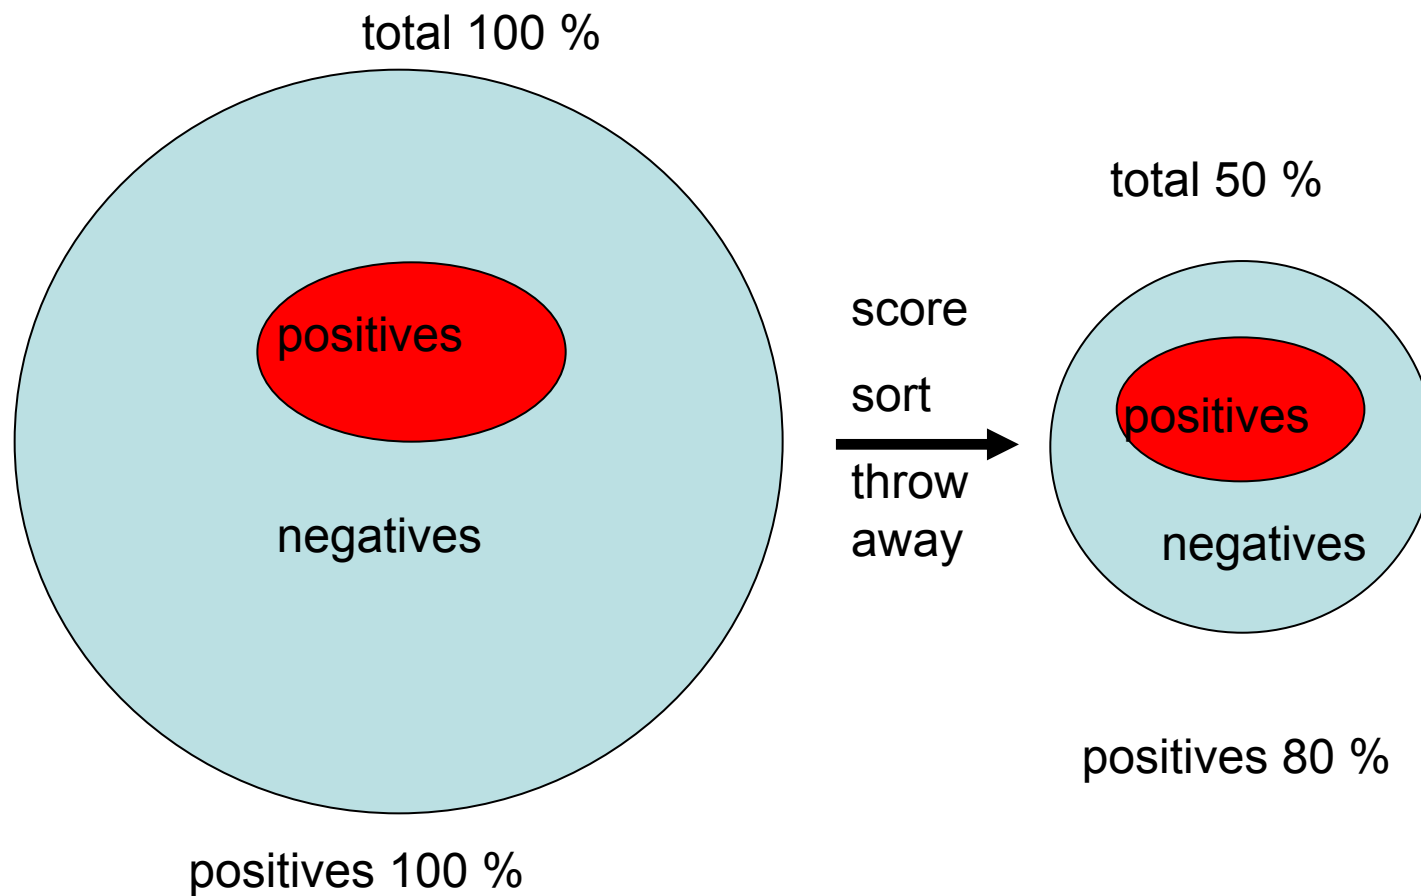 total 100 %
positives
negatives
positives 100 %
score
sort
throw
away
total 50 %
positives
negatives
positives 80 %